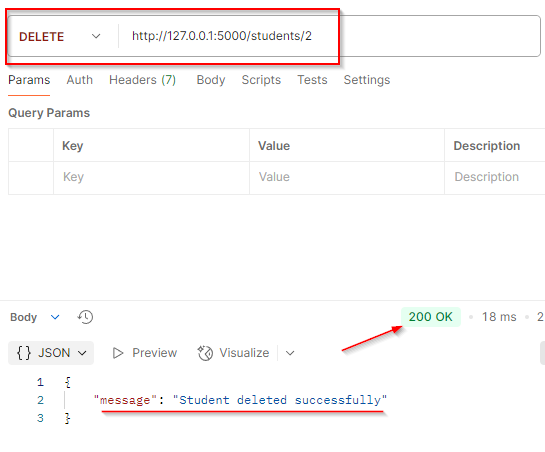 DELETE http://127.0.0.1:5000/students/2
Params Auth Headers (7) Body Scripts Tests Settings
Query Params
Key Value Description
Key Value Description
Body 200 OK • 18 ms • 2
{} JSON Preview Visualize
1 {
2 "message": "Student deleted successfully"
3 }